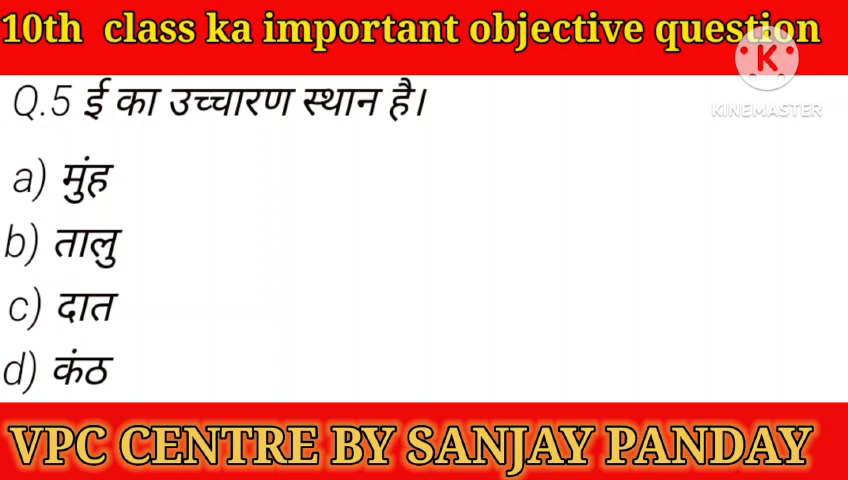 10th class ka important objective question
K
KINEMASTER
Q.5 ई का उच्चारण स्थान है।
a) मुंह
b) तालु
c) दात
d) कंठ
VPC CENTRE BY SANJAY PANDAY